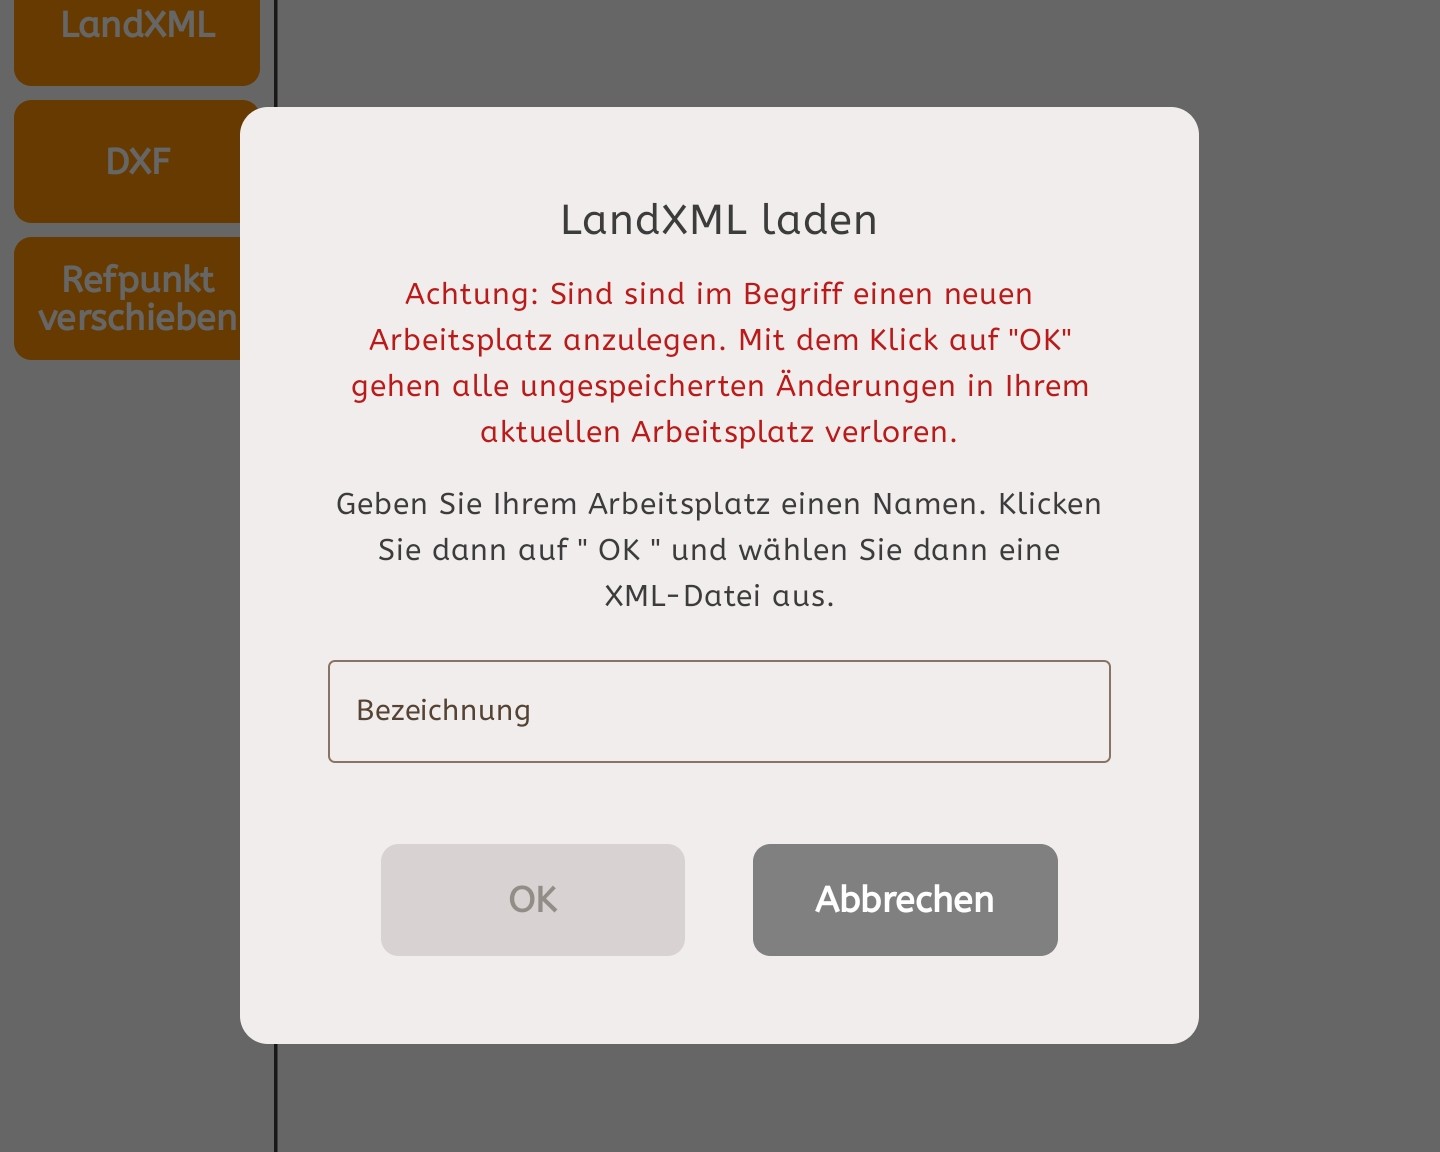 LandXML
DXF
Refpunkt
verschieben
LandXML laden
Achtung: Sind sind im Begriff einen neuen
Arbeitsplatz anzulegen. Mit dem Klick auf "OK"
gehen alle ungespeicherten Änderungen in Ihrem
aktuellen Arbeitsplatz verloren.
Geben Sie Ihrem Arbeitsplatz einen Namen. Klicken
Sie dann auf " OK " und wählen Sie dann eine
XML-Datei aus.
Bezeichnung
OK
Abbrechen